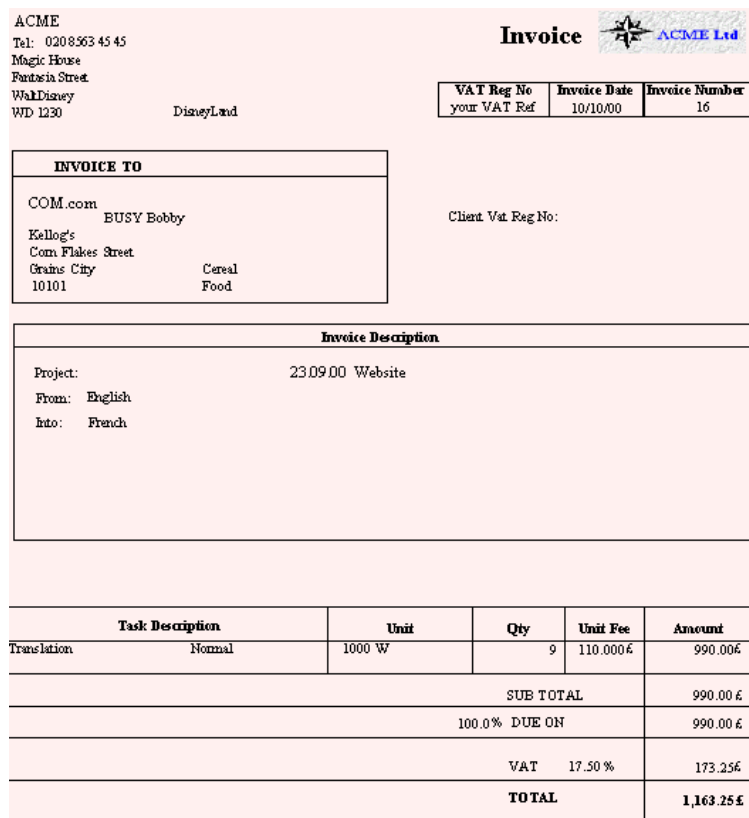 ACME
Tel: 0208563 45 45
Magic House
Fantasia Street
WaltDisney
WD 1230 DisneyLand
Invoice ACME Ltd
VAT Reg No Invoice Date Invoice Number
your VAT Ref 10/10/00 16
INVOICE TO
COM.com
BUSY Bobby
Kellog's
Corn Flakes Street
Grains City Cereal
10101 Food
Client Vat Reg No:
Invoice Description
Project: 23.09.00 Website
From: English
Into: French
Task Description Unit Qty Unit Fee Amount
Translation Normal 1000 W 9 110.000£ 990.00£
SUB TOTAL 990.00 £
100.0% DUE ON 990.00 £
VAT 17.50 % 173.25£
TOTAL 1,163.25 £